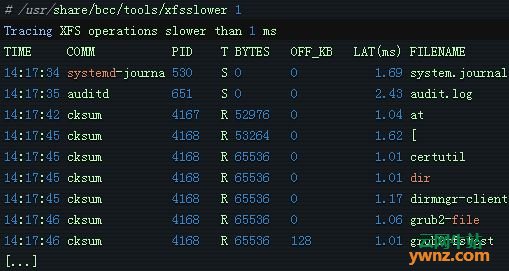 # /usr/share/bcc/tools/xfsslower 1
Tracing XFS operations slower than 1 ms
TIME COMM PID T BYTES OFF_KB LAT(ms) FILENAME
14:17:34 systemd-journa 530 S 0 0 1.69 system.journal
14:17:35 auditd 651 S 0 0 2.43 audit.log
14:17:42 cksum 4167 R 52976 0 1.04 at
14:17:45 cksum 4168 R 53264 0 1.62 [
14:17:45 cksum 4168 R 65536 0 1.01 certutil
14:17:45 cksum 4168 R 65536 0 1.01 dir
14:17:45 cksum 4168 R 65536 0 1.17 dirmngr-client
14:17:46 cksum 4168 R 65536 0 1.06 grub2-file
14:17:46 cksum 4168 R 65536 128 1.01 grub2-fstest
[...]
云网牛站
ywnz.com